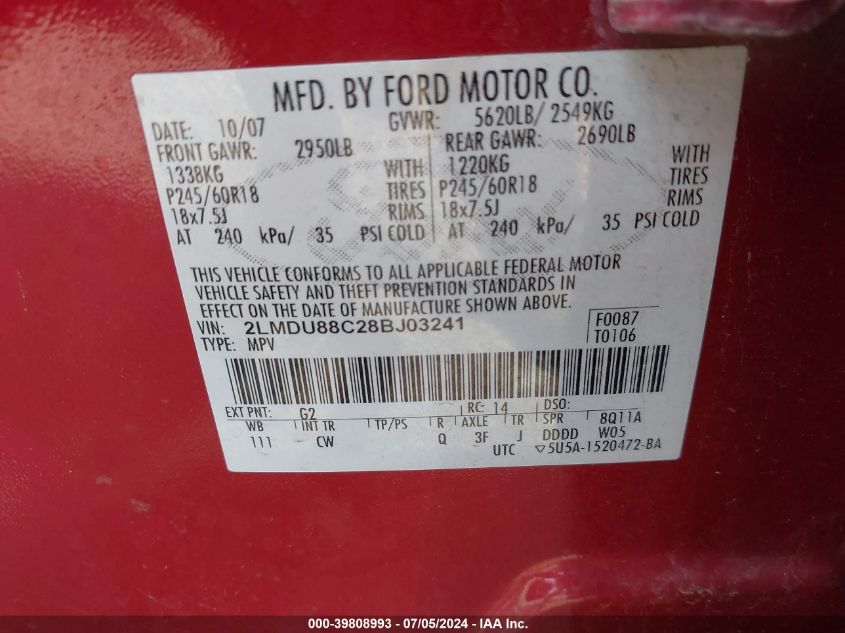 MFD. BY FORD MOTOR CO.
DATE: 10/07 GVWR: 5620LB/ 2549KG
FRONT GAWR: 2950LB REAR GAWR: 2690LB
1338KG WITH 1220KG WITH
P245/60R18 TIRES P245/60R18 TIRES
18x7.5J RIMS 18x7.5J RIMS
AT 240 kPa/ 35 PSI COLD AT 240 kPa/ 35 PSI COLD
THIS VEHICLE CONFORMS TO ALL APPLICABLE FEDERAL MOTOR
VEHICLE SAFETY AND THEFT PREVENTION STANDARDS IN
EFFECT ON THE DATE OF MANUFACTURE SHOWN ABOVE.
VIN: 2LMDU88C28BJ03241 F0087
TYPE: MPV T0106
EXT PNT: G2 RC: 14 DSO:
WB INT TR TP/PS R AXLE TR SPR 8Q11A
111 CW Q 3F J DDDD W05
UTC ▽5U5A-1520472-BA
000-39808993 - 07/05/2024 - IAA Inc.